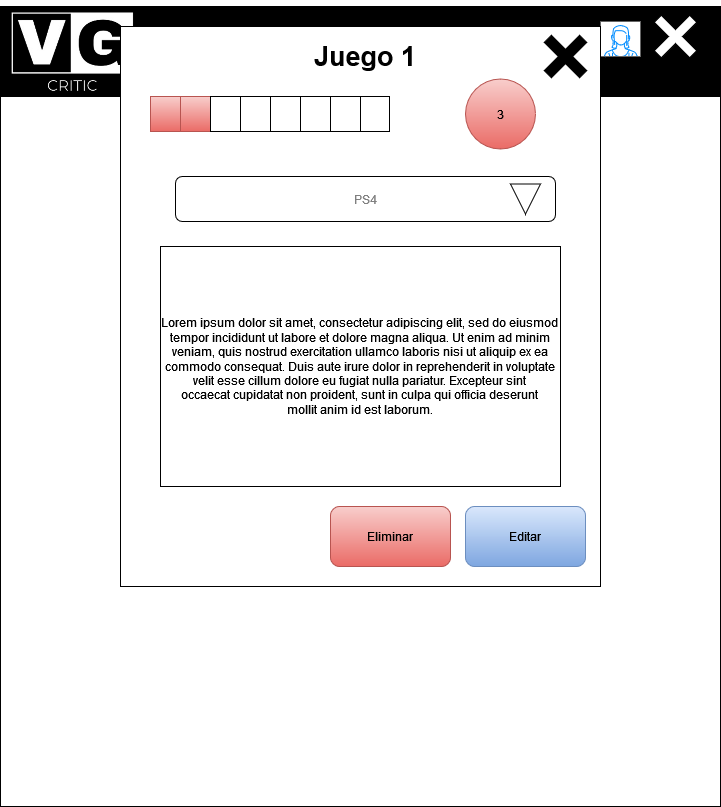 VG
CRITIC
Juego 1
3
PS4
Lorem ipsum dolor sit amet, consectetur adipiscing elit, sed do eiusmod
tempor incididunt ut labore et dolore magna aliqua. Ut enim ad minim
veniam, quis nostrud exercitation ullamco laboris nisi ut aliquip ex ea
commodo consequat. Duis aute irure dolor in reprehenderit in voluptate
velit esse cillum dolore eu fugiat nulla pariatur. Excepteur sint
occaecat cupidatat non proident, sunt in culpa qui officia deserunt
mollit anim id est laborum.
Eliminar
Editar